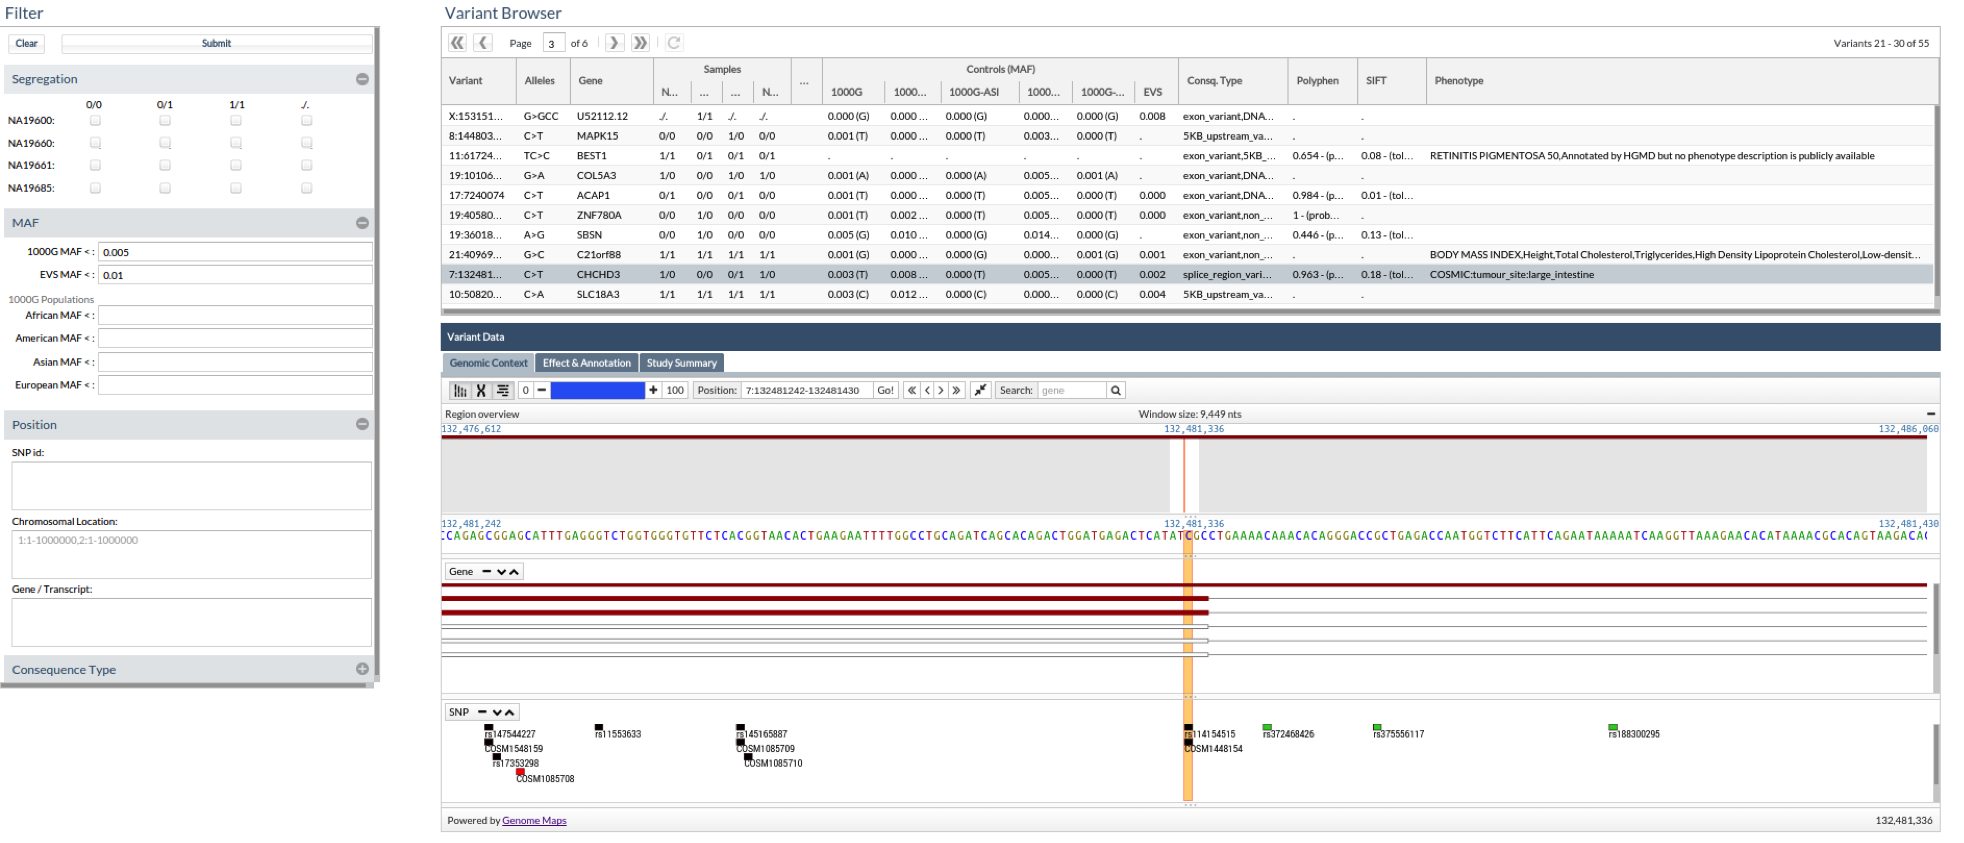 Filter
Clear Submit
Segregation
0/0 0/1 1/1 ./.
NA19600:
NA19660:
NA19661:
NA19685:
MAF
1000G MAF < : 0.005
EVS MAF < : 0.01
1000G Populations
African MAF < :
American MAF < :
Asian MAF < :
European MAF < :
Position
SNP id:
Chromosomal Location:
1:1-1000000,2:1-1000000
Gene / Transcript:
Consequence Type
Variant Browser
Page 3 of 6 Variants 21 - 30 of 55
Samples Controls (MAF)
Variant Alleles Gene ... Consq. Type Polyphen SIFT Phenotype
N... ... ... N... 1000G 1000... 1000G-ASI 1000... 1000G-... EVS
X:153151... G>GCC U52112.12 ./. 1/1 ./. ./. 0.000 (G) 0.000 ... 0.000 (G) 0.000... 0.000 (G) 0.008 exon_variant,DNA... . .
8:144803... C>T MAPK15 0/0 0/0 1/0 0/0 0.001 (T) 0.000 ... 0.000 (T) 0.003... 0.000 (T) . 5KB_upstream_va... . .
11:61724... TC>C BEST1 1/1 0/1 0/1 0/1 . . . . . . exon_variant,5KB_... 0.654 - (p... 0.08 - (tol... RETINITIS PIGMENTOSA 50,Annotated by HGMD but no phenotype description is publicly available
19:10106... G>A COL5A3 1/0 0/0 1/0 0/0 0.001 (A) 0.000 ... 0.000 (A) 0.005... 0.001 (A) . exon_variant,DNA... . .
17:7240074 C>T ACAP1 0/1 0/0 0/1 0/0 0.001 (T) 0.000 ... 0.000 (T) 0.005... 0.000 (T) 0.000 exon_variant,DNA... 0.984 - (p... 0.01 - (tol...
19:40580... C>T ZNF780A 0/0 1/0 0/0 0/0 0.001 (T) 0.002 ... 0.000 (T) 0.005... 0.000 (T) 0.000 exon_variant,non_... 1 - (prob... .
19:36018... A>G SBSN 0/0 1/0 0/0 0/0 0.005 (G) 0.010 ... 0.000 (G) 0.014... 0.000 (G) . exon_variant,non_... 0.446 - (p... 0.13 - (tol...
21:40969... G>C C21orf88 1/1 1/1 1/1 1/1 0.001 (G) 0.000 ... 0.000 (G) 0.000... 0.000 (G) 0.001 exon_variant,non_... . . BODY MASS INDEX,Height,Total Cholesterol,Triglycerides,High Density Lipoprotein Cholesterol,Low-densit...
7:132481... C>T CHCHD3 1/0 0/0 0/1 1/0 0.003 (T) 0.008 ... 0.000 (T) 0.005... 0.000 (T) 0.002 splice_region_vari... 0.963 - (p... 0.18 - (tol... COSMIC:tumour_site:large_intestine
10:50820... C>A SLC18A3 1/1 1/1 1/1 1/1 0.003 (C) 0.012 ... 0.000 (C) 0.000... 0.000 (C) 0.004 5KB_upstream_va... . .
Variant Data
Genomic Context Effect & Annotation Study Summary
0 100 Position: 7:132481242-132481430 Go! Search: gene
Region overview Window size: 9,449 nts
132,476,612 132,481,336 132,486,060
132,481,242 132,481,336 132,481,430
CCAGAGCGGAGCATTTGAGGGTCTGGTGGGTGTTCTCACGGTAACACTGAAGAATTTTGGCCTGCAGATCAGCACAGACTGGATGAGACTCATATCGCCTGAAAACAAACACAGGGACCGCTGAGACCAATGGTCTTCATTCAGAATAAAAATCAAGGTTAAAGAACACATAAAACGCACAGTAAGACAC
Gene
SNP
rs147544227 rs11553633 rs145165887 rs114154515 rs372468426 rs375556117 rs188300295
COSM1548159 COSM1085709 COSM1448154
rs17353298 COSM1085710
COSM1085708
Powered by Genome Maps 132,481,336